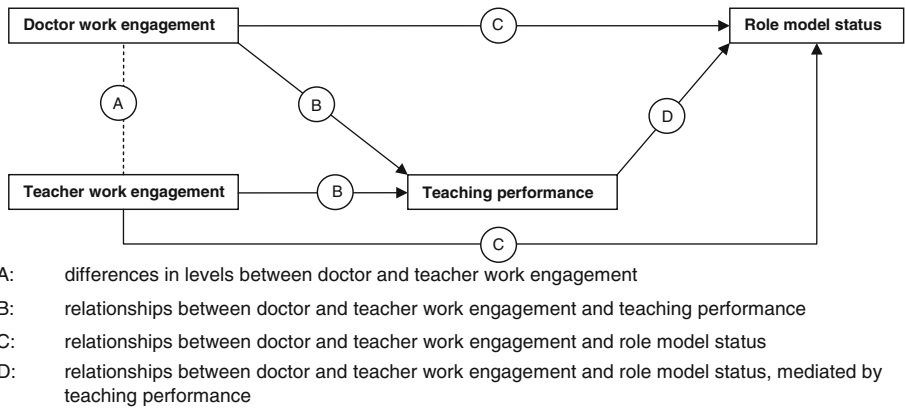 Doctor work engagement
C
Role model status
A
B
D
Teacher work engagement
B
Teaching performance
C
A: differences in levels between doctor and teacher work engagement
B: relationships between doctor and teacher work engagement and teaching performance
C: relationships between doctor and teacher work engagement and role model status
D: relationships between doctor and teacher work engagement and role model status, mediated by
teaching performance